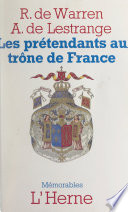 R. de Warren
A. de Lestrange
Les prétendants au
trône de France
Mémorables
L'Herne